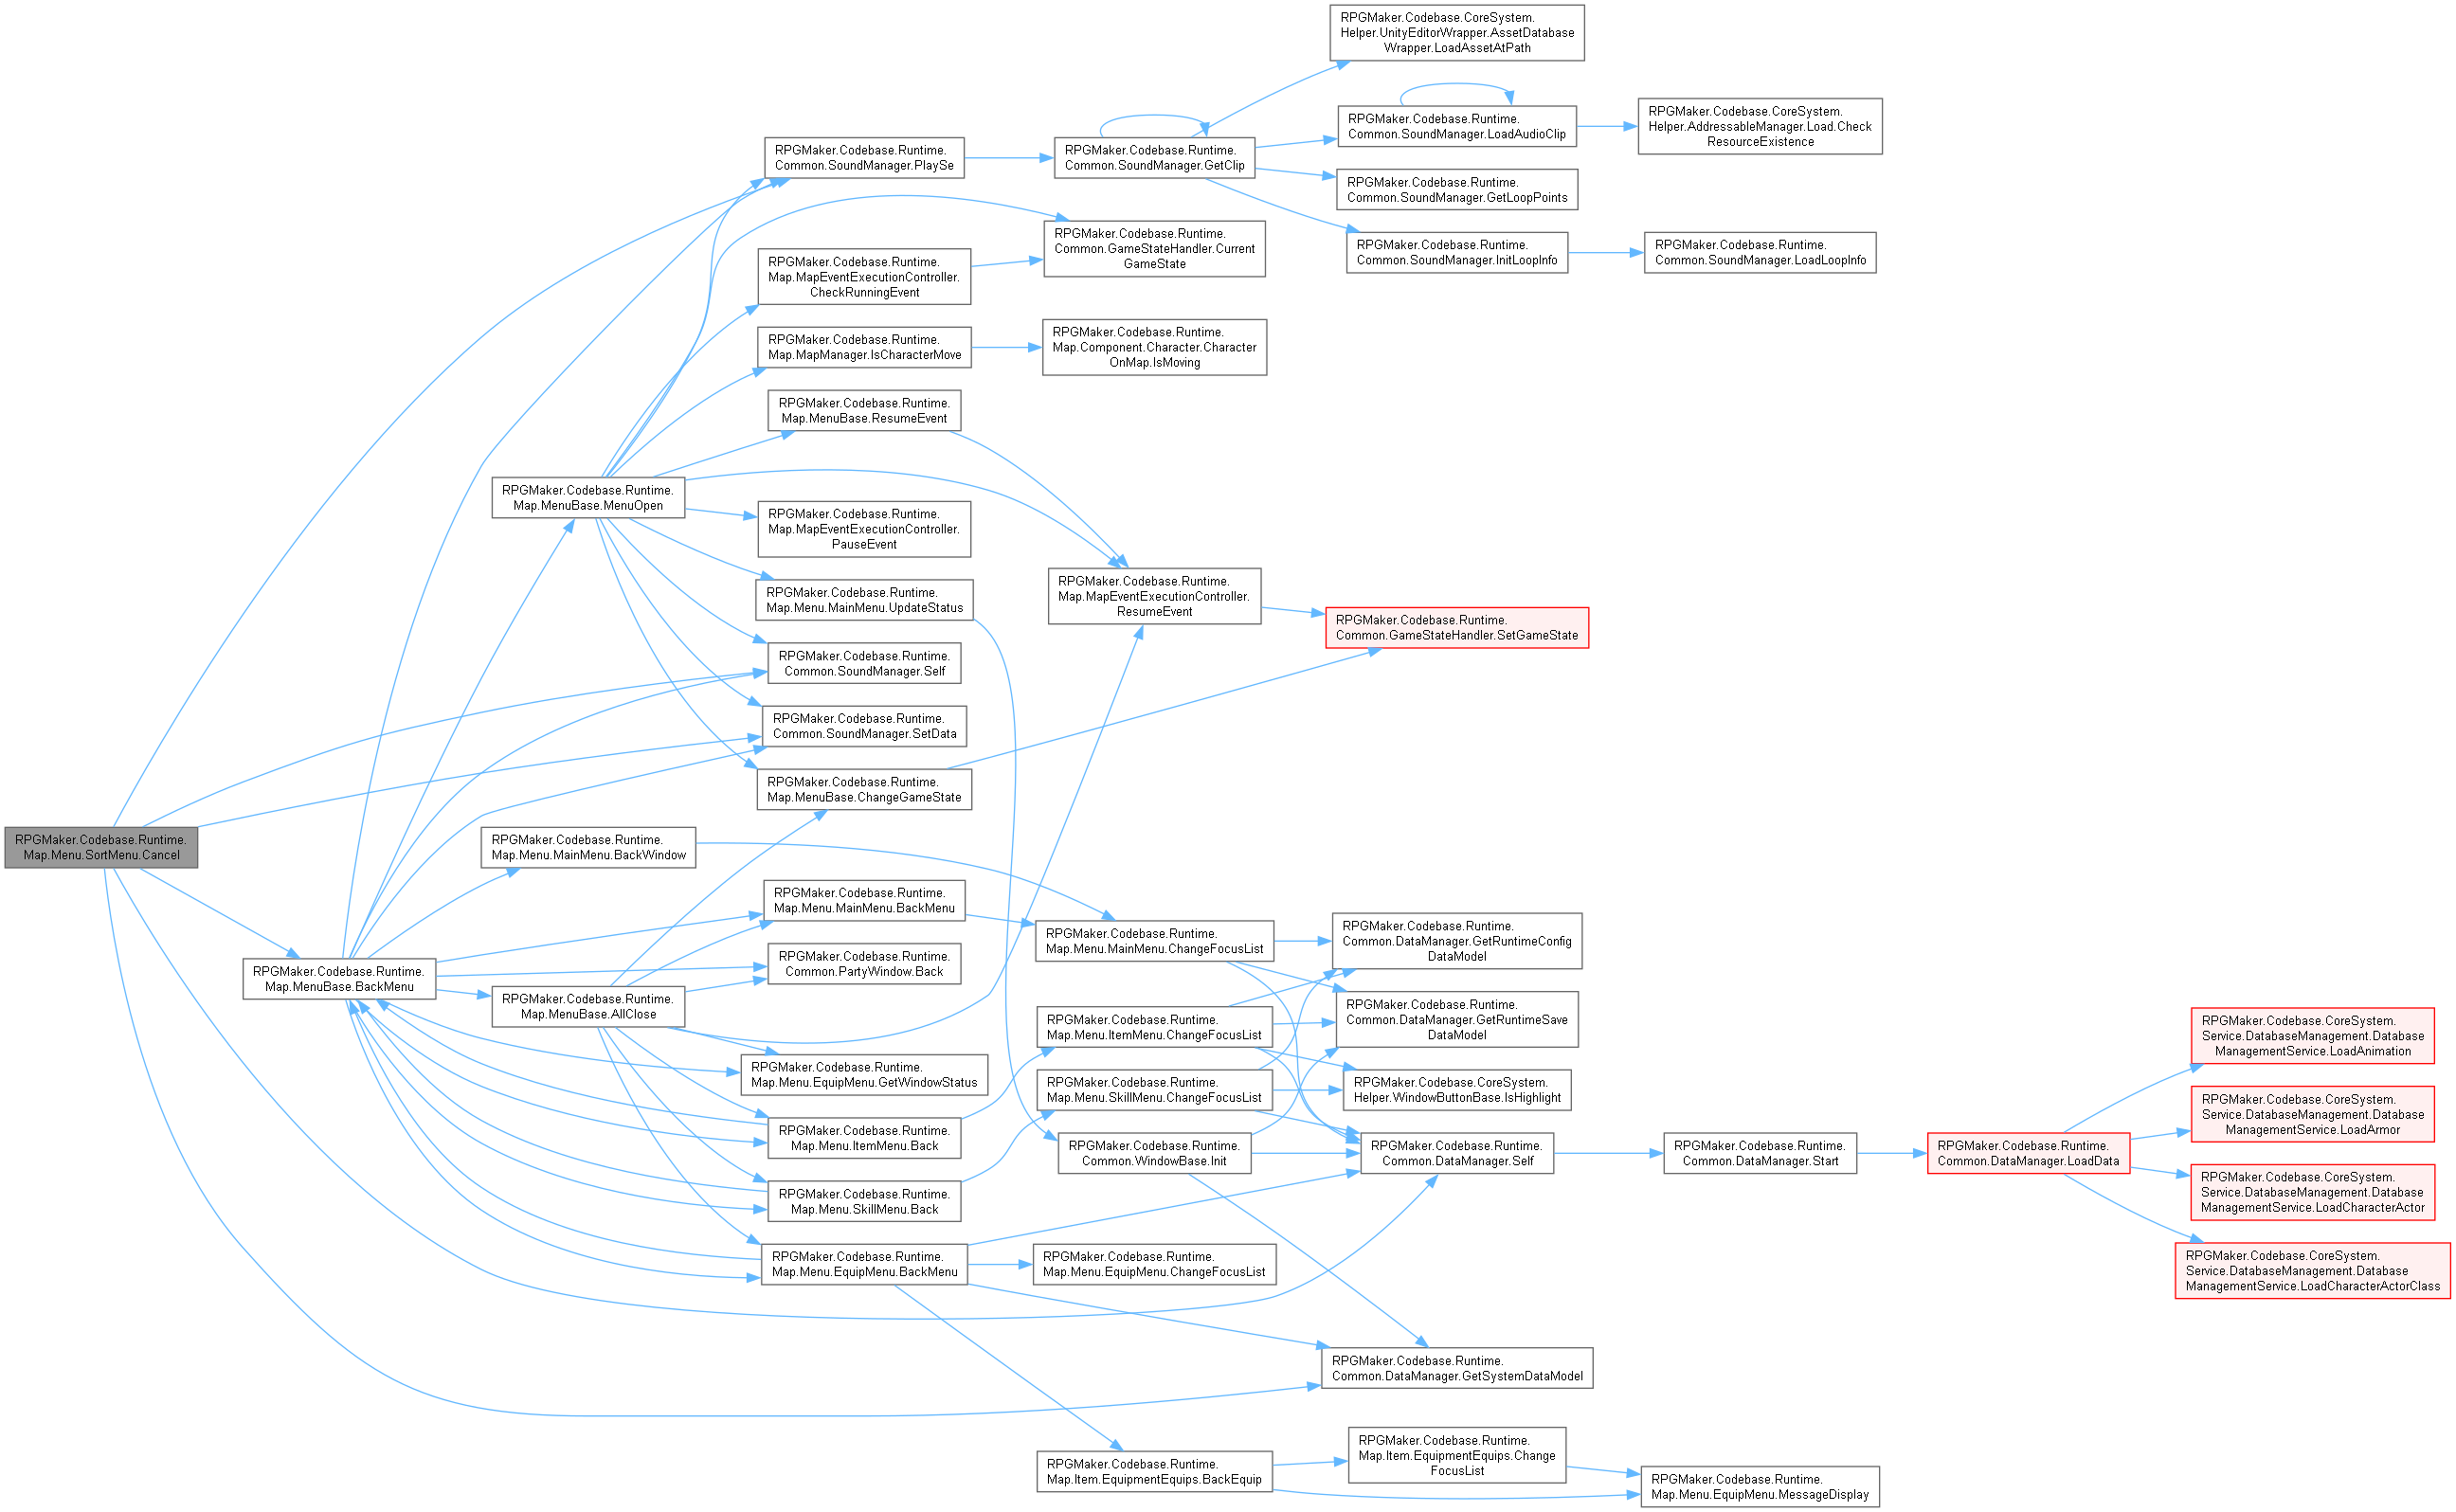 RPGMaker.Codebase.Runtime.
Map.Menu.SortMenu.Cancel
RPGMaker.Codebase.Runtime.
Map.MenuBase.BackMenu
RPGMaker.Codebase.Runtime.
Map.MenuBase.MenuOpen
RPGMaker.Codebase.Runtime.
Map.Menu.MainMenu.BackWindow
RPGMaker.Codebase.Runtime.
Map.MenuBase.AllClose
RPGMaker.Codebase.Runtime.
Common.SoundManager.PlaySe
RPGMaker.Codebase.Runtime.
Map.MapEventExecutionController.
CheckRunningEvent
RPGMaker.Codebase.Runtime.
Map.MapManager.IsCharacterMove
RPGMaker.Codebase.Runtime.
Map.MenuBase.ResumeEvent
RPGMaker.Codebase.Runtime.
Map.MapEventExecutionController.
PauseEvent
RPGMaker.Codebase.Runtime.
Map.Menu.MainMenu.UpdateStatus
RPGMaker.Codebase.Runtime.
Common.SoundManager.Self
RPGMaker.Codebase.Runtime.
Common.SoundManager.SetData
RPGMaker.Codebase.Runtime.
Map.MenuBase.ChangeGameState
RPGMaker.Codebase.Runtime.
Map.Menu.MainMenu.BackMenu
RPGMaker.Codebase.Runtime.
Common.PartyWindow.Back
RPGMaker.Codebase.Runtime.
Map.Menu.EquipMenu.GetWindowStatus
RPGMaker.Codebase.Runtime.
Map.Menu.ItemMenu.Back
RPGMaker.Codebase.Runtime.
Map.Menu.SkillMenu.Back
RPGMaker.Codebase.Runtime.
Map.Menu.EquipMenu.BackMenu
RPGMaker.Codebase.Runtime.
Common.SoundManager.GetClip
RPGMaker.Codebase.Runtime.
Common.GameStateHandler.Current
GameState
RPGMaker.Codebase.Runtime.
Map.Component.Character.Character
OnMap.IsMoving
RPGMaker.Codebase.Runtime.
Map.MapEventExecutionController.
ResumeEvent
RPGMaker.Codebase.Runtime.
Map.Menu.MainMenu.ChangeFocusList
RPGMaker.Codebase.Runtime.
Map.Menu.ItemMenu.ChangeFocusList
RPGMaker.Codebase.Runtime.
Map.Menu.SkillMenu.ChangeFocusList
RPGMaker.Codebase.Runtime.
Common.WindowBase.Init
RPGMaker.Codebase.Runtime.
Map.Menu.EquipMenu.ChangeFocusList
RPGMaker.Codebase.Runtime.
Map.Item.EquipmentEquips.BackEquip
RPGMaker.Codebase.CoreSystem.
Helper.UnityEditorWrapper.AssetDatabase
Wrapper.LoadAssetAtPath
RPGMaker.Codebase.Runtime.
Common.SoundManager.LoadAudioClip
RPGMaker.Codebase.Runtime.
Common.SoundManager.GetLoopPoints
RPGMaker.Codebase.Runtime.
Common.SoundManager.InitLoopInfo
RPGMaker.Codebase.Runtime.
Common.GameStateHandler.SetGameState
RPGMaker.Codebase.Runtime.
Common.DataManager.GetRuntimeConfig
DataModel
RPGMaker.Codebase.Runtime.
Common.DataManager.GetRuntimeSave
DataModel
RPGMaker.Codebase.CoreSystem.
Helper.WindowButtonBase.IsHighlight
RPGMaker.Codebase.Runtime.
Common.DataManager.Self
RPGMaker.Codebase.Runtime.
Common.DataManager.GetSystemDataModel
RPGMaker.Codebase.Runtime.
Map.Item.EquipmentEquips.Change
FocusList
RPGMaker.Codebase.CoreSystem.
Helper.AddressableManager.Load.Check
ResourceExistence
RPGMaker.Codebase.Runtime.
Common.SoundManager.LoadLoopInfo
RPGMaker.Codebase.Runtime.
Common.DataManager.Start
RPGMaker.Codebase.Runtime.
Map.Menu.EquipMenu.MessageDisplay
RPGMaker.Codebase.Runtime.
Common.DataManager.LoadData
RPGMaker.Codebase.CoreSystem.
Service.DatabaseManagement.Database
ManagementService.LoadAnimation
RPGMaker.Codebase.CoreSystem.
Service.DatabaseManagement.Database
ManagementService.LoadArmor
RPGMaker.Codebase.CoreSystem.
Service.DatabaseManagement.Database
ManagementService.LoadCharacterActor
RPGMaker.Codebase.CoreSystem.
Service.DatabaseManagement.Database
ManagementService.LoadCharacterActorClass